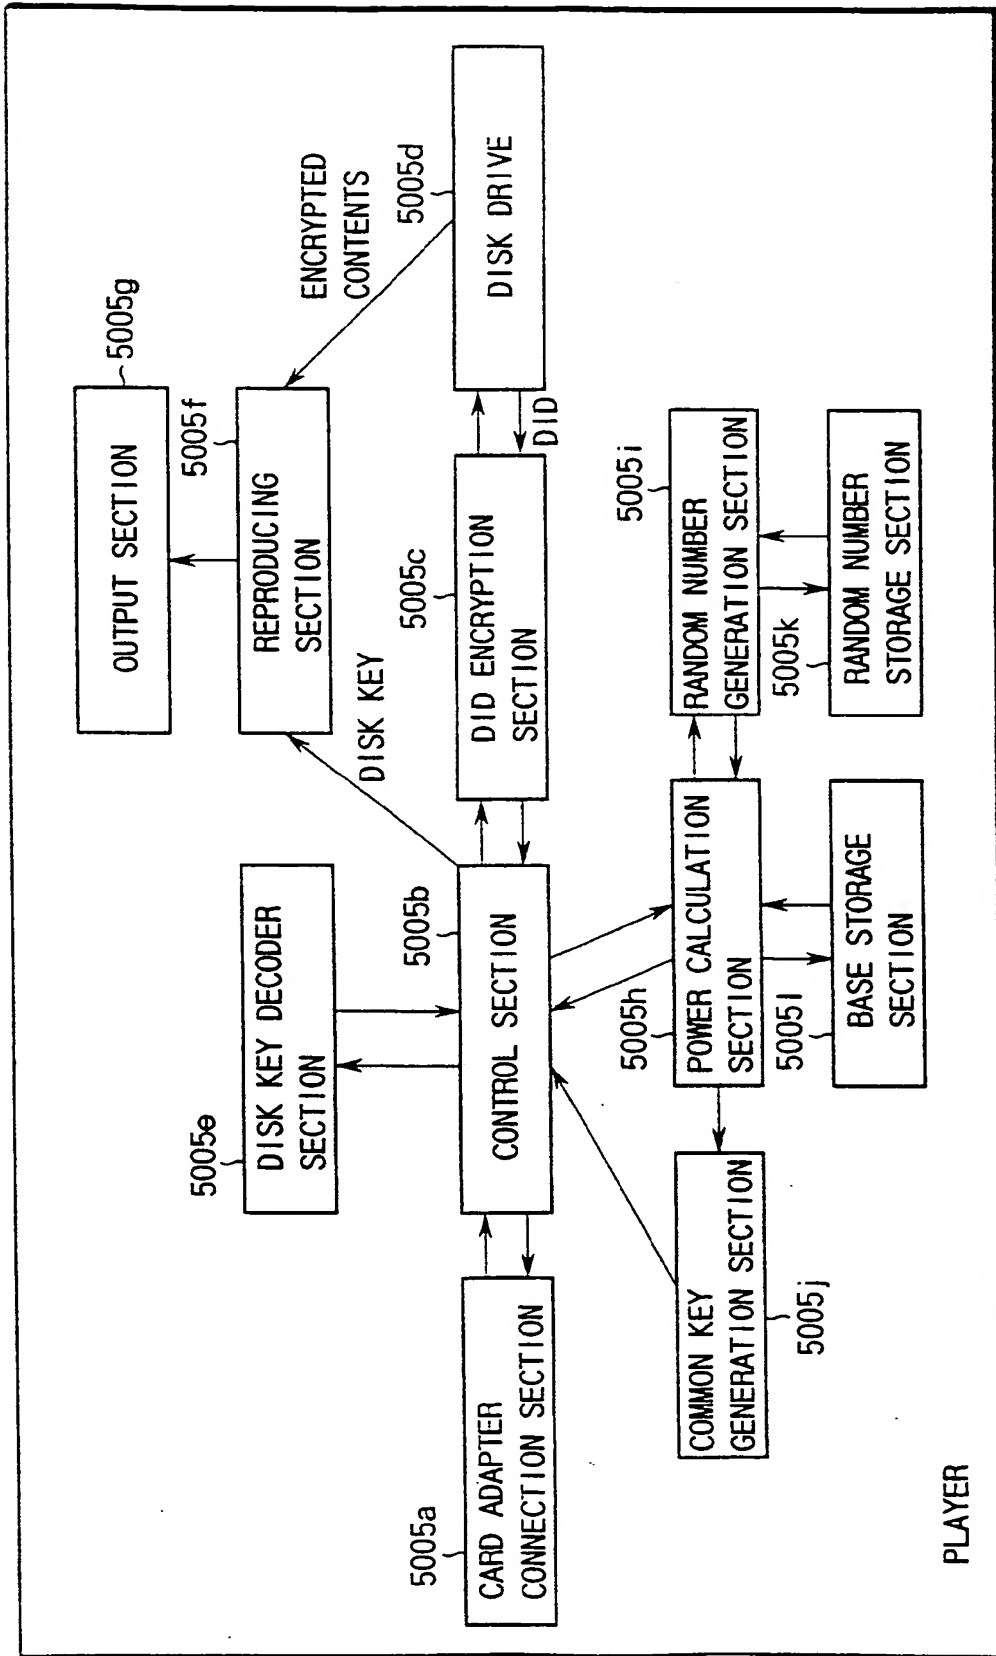 5005g
OUTPUT SECTION
5005f
REPRODUCING
SECTION
ENCRYPTED
CONTENTS
DISK KEY
5005e
DISK KEY DECODER
SECTION
5005a
CARD ADAPTER
CONNECTION SECTION
5005b
CONTROL SECTION
5005c
DID ENCRYPTION
SECTION
DID
5005d
DISK DRIVE
5005j
COMMON KEY
GENERATION SECTION
5005h
POWER CALCULATION
SECTION
5005i
RANDOM NUMBER
GENERATION SECTION
5005l
BASE STORAGE
SECTION
5005k
RANDOM NUMBER
STORAGE SECTION
PLAYER